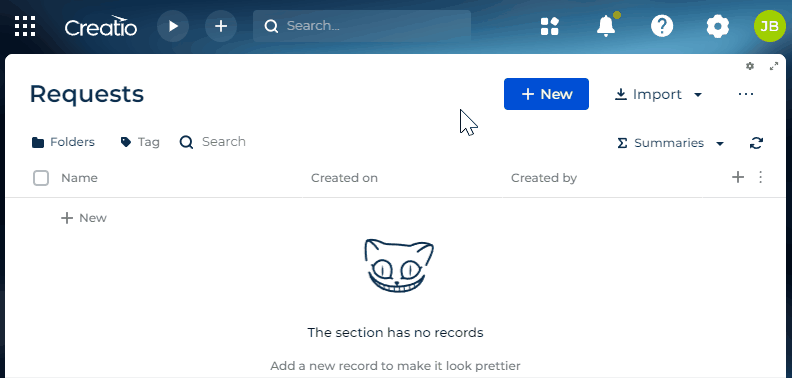 Creatio Search... JB
Requests New Import
Folders Tag Search Summaries
Name Created on Created by
New
The section has no records
Add a new record to make it look prettier